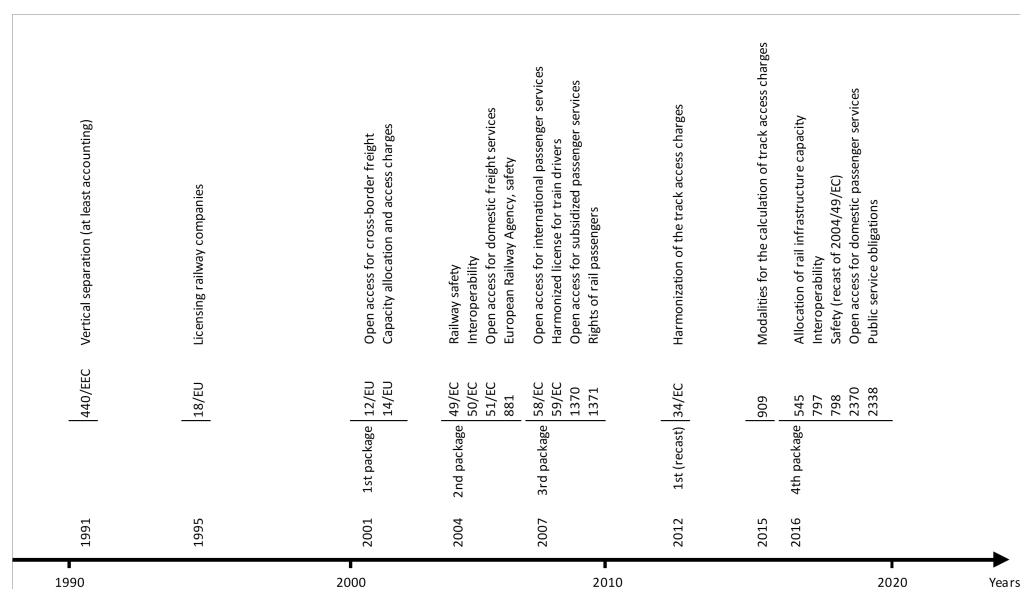 Vertical separation (at least accounting)
Licensing railway companies
Open access for cross-border freight
Capacity allocation and access charges
Railway safety
Interoperability
Open access for domestic freight services
European Railway Agency, safety
Open access for international passenger services
Harmonized license for train drivers
Open access for subsidized passenger services
Rights of rail passengers
Harmonization of the track access charges
Modalities for the calculation of track access charges
Allocation of rail infrastructure capacity
Interoperability
Safety (recast of 2004/49/EC)
Open access for domestic passenger services
Public service obligations
440/EEC
18/EU
12/EU
14/EU
49/EC
50/EC
51/EC
881
58/EC
59/EC
1370
1371
34/EC
909
545
797
798
2370
2338
1st package
2nd package
3rd package
1st (recast)
4th package
1991
1995
2001
2004
2007
2012
2015
2016
1990
2000
2010
2020
Years